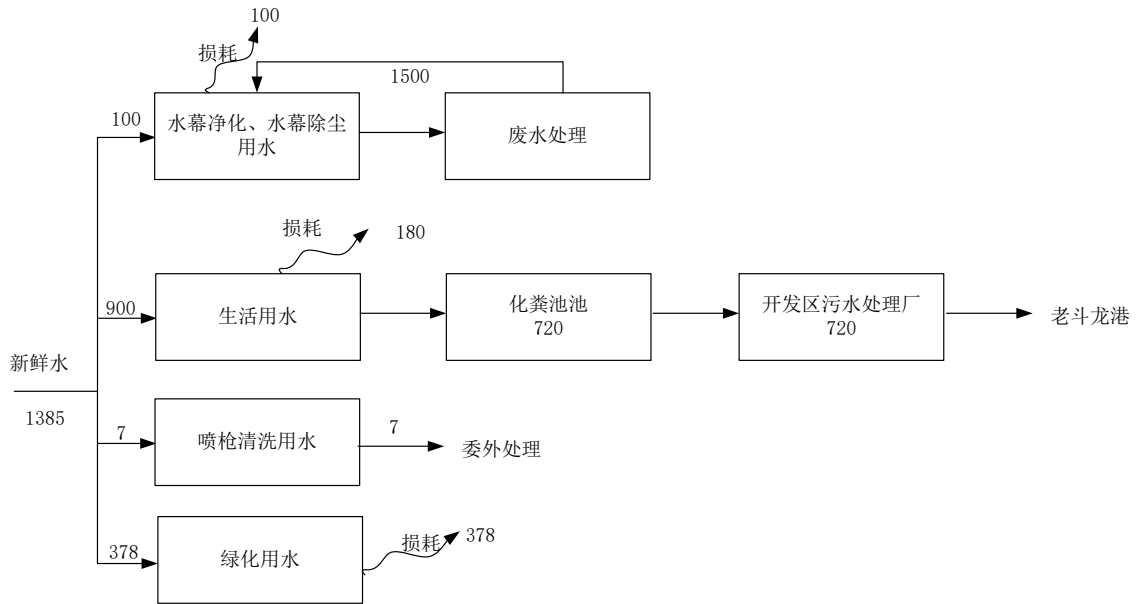 100
损耗
1500
100
水幕净化、水幕除尘
用水
废水处理
损耗
180
900
生活用水
化粪池池
720
开发区污水处理厂
720
老斗龙港
新鲜水
1385
7
喷枪清洗用水
7
委外处理
378
绿化用水
损耗
378